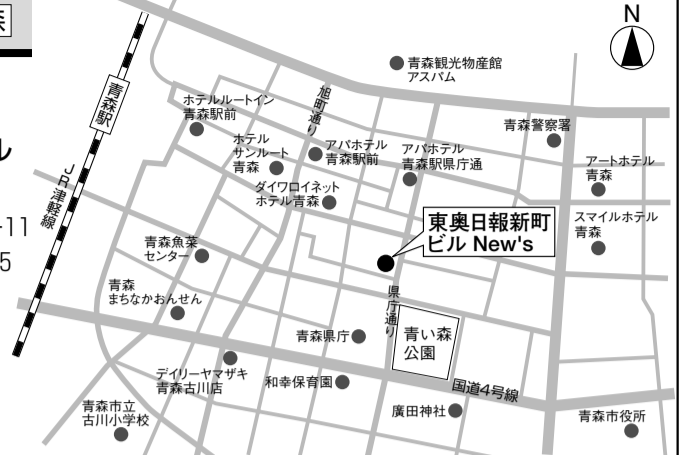 N
青森観光物産館
アスパム
旭町通り
青森駅
ホテルルートイン
青森駅前
青森警察署
ホテル
サンルート
青森
アパホテル
青森駅前
アパホテル
青森駅県庁通
アートホテル
青森
ル
ＪＲ津軽線
ダイワロイネット
ホテル青森
-11
5
東奥日報新町
ビル New's
スマイルホテル
青森
青森魚菜
センター
青森
まちなかおんせん
県庁通り
青森県庁
青い森
公園
デイリーヤマザキ
青森古川店
和幸保育園
国道4号線
青森市立
古川小学校
廣田神社
青森市役所